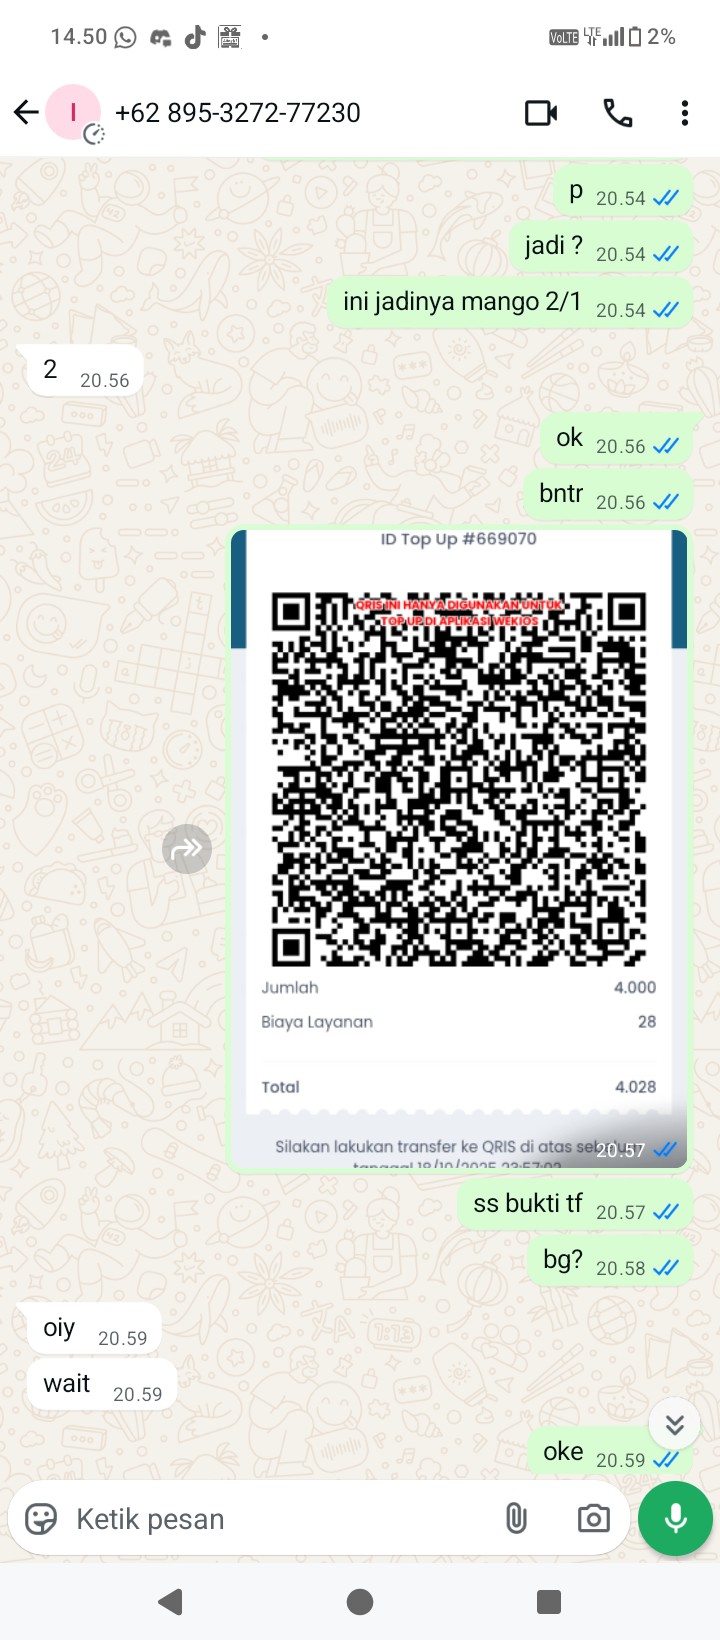 14.50
VoLTE LTE 2%
I +62 895-3272-77230
p 20.54
jadi ? 20.54
ini jadinya mango 2/1 20.54
2 20.56
ok 20.56
bntr 20.56
ID Top Up #669070
QRIS INI HANYA DIGUNAKAN UNTUK
TOP UP DI APLIKASI WEKIOS
Jumlah 4.000
Biaya Layanan 28
Total 4.028
Silakan lakukan transfer ke QRIS di atas
20.57
tanggal 18/10/2025 23:57:02
ss bukti tf 20.57
bg? 20.58
oiy 20.59
wait 20.59
oke 20.59
Ketik pesan